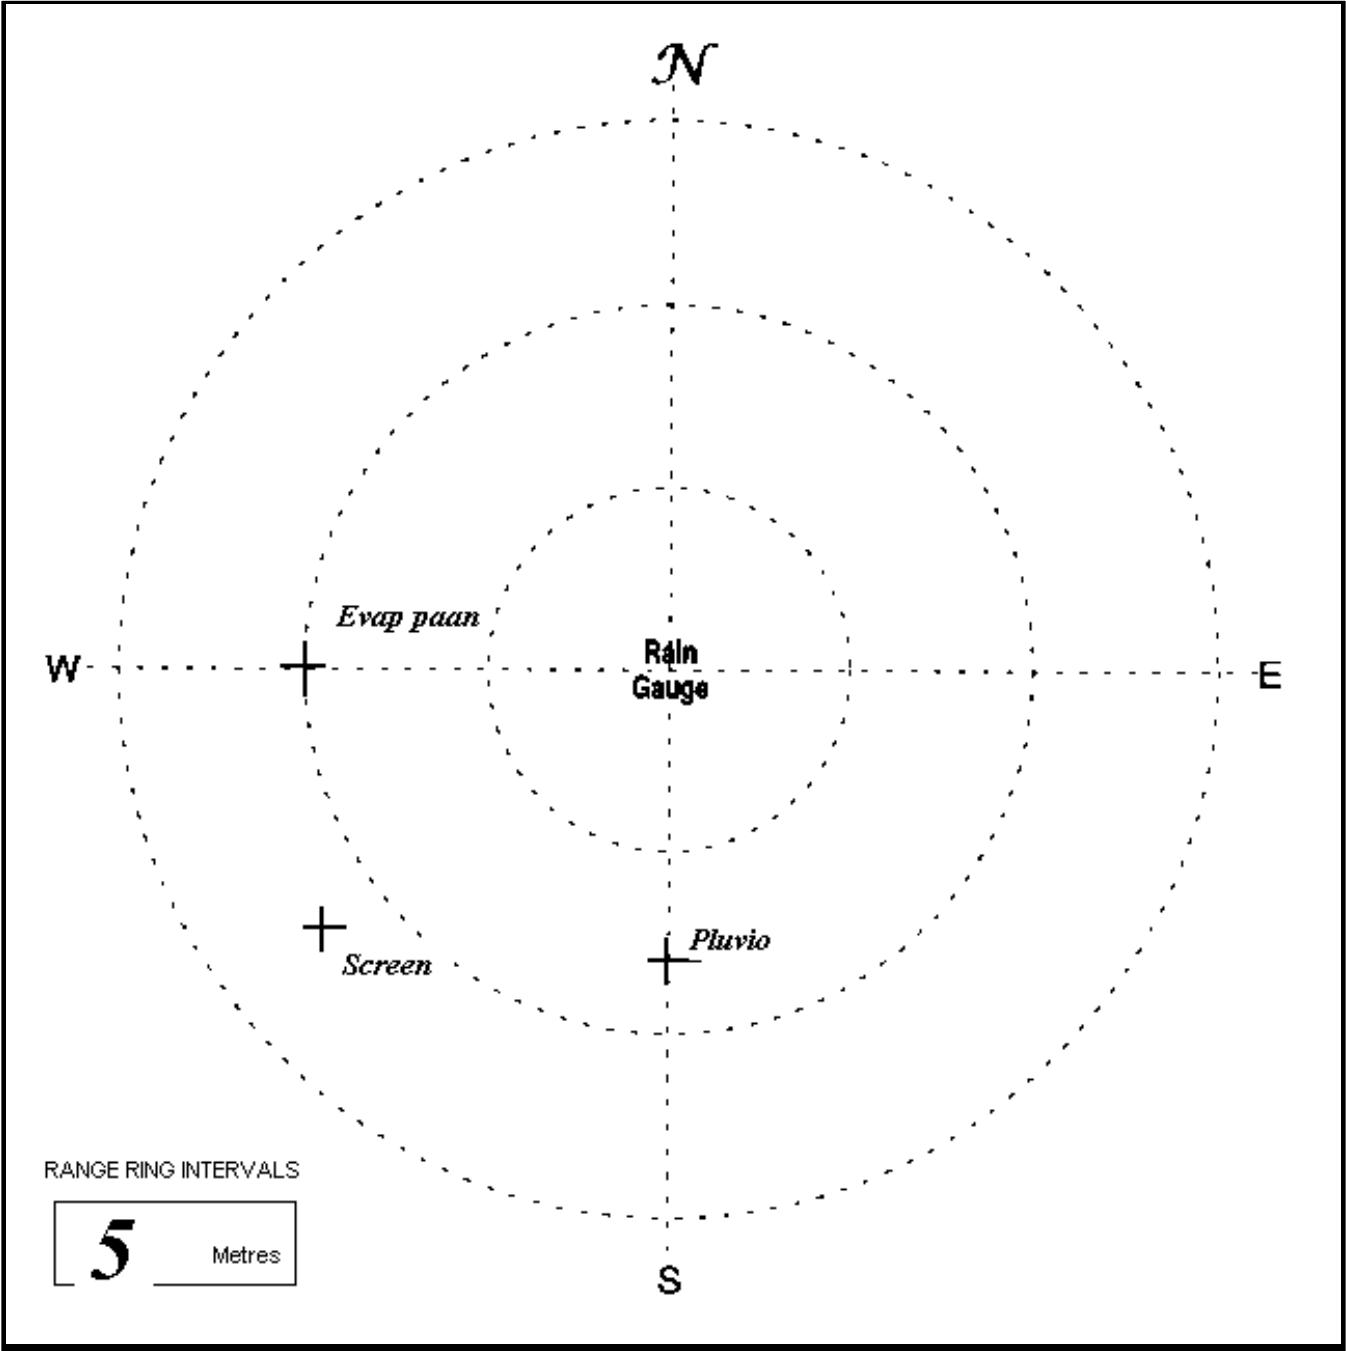 N
Evap paan
W
Rain
Gauge
E
Pluvio
Screen
RANGE RING INTERVALS
5 Metres
S